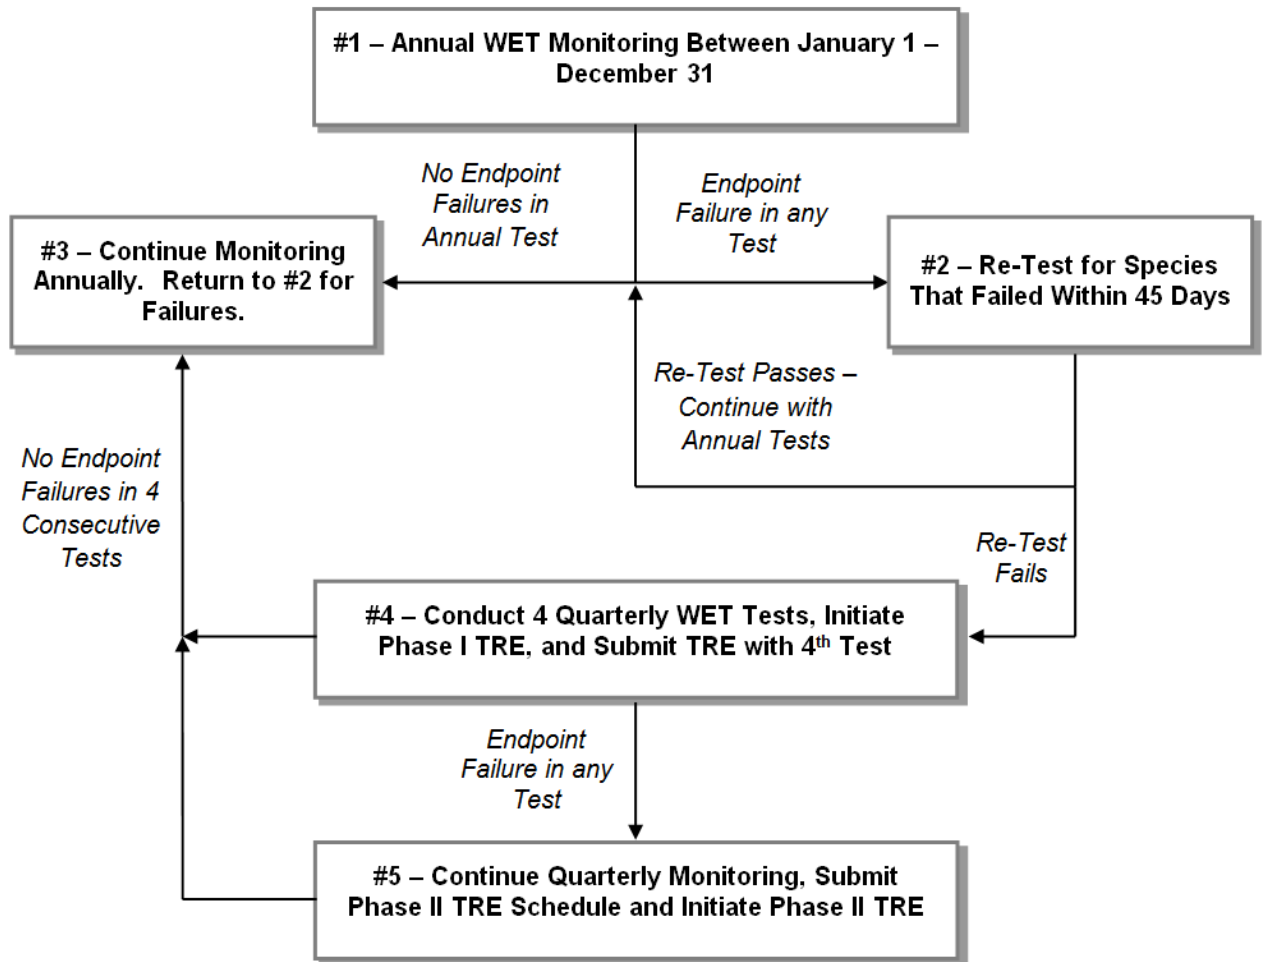 #1 – Annual WET Monitoring Between January 1 –
December 31
No Endpoint
Failures in
Annual Test
Endpoint
Failure in any
Test
#3 – Continue Monitoring
Annually.  Return to #2 for
Failures.
#2 – Re-Test for Species
That Failed Within 45 Days
Re-Test Passes –
Continue with
Annual Tests
No Endpoint
Failures in 4
Consecutive
Tests
Re-Test
Fails
#4 – Conduct 4 Quarterly WET Tests, Initiate
Phase I TRE, and Submit TRE with 4th Test
Endpoint
Failure in any
Test
#5 – Continue Quarterly Monitoring, Submit
Phase II TRE Schedule and Initiate Phase II TRE